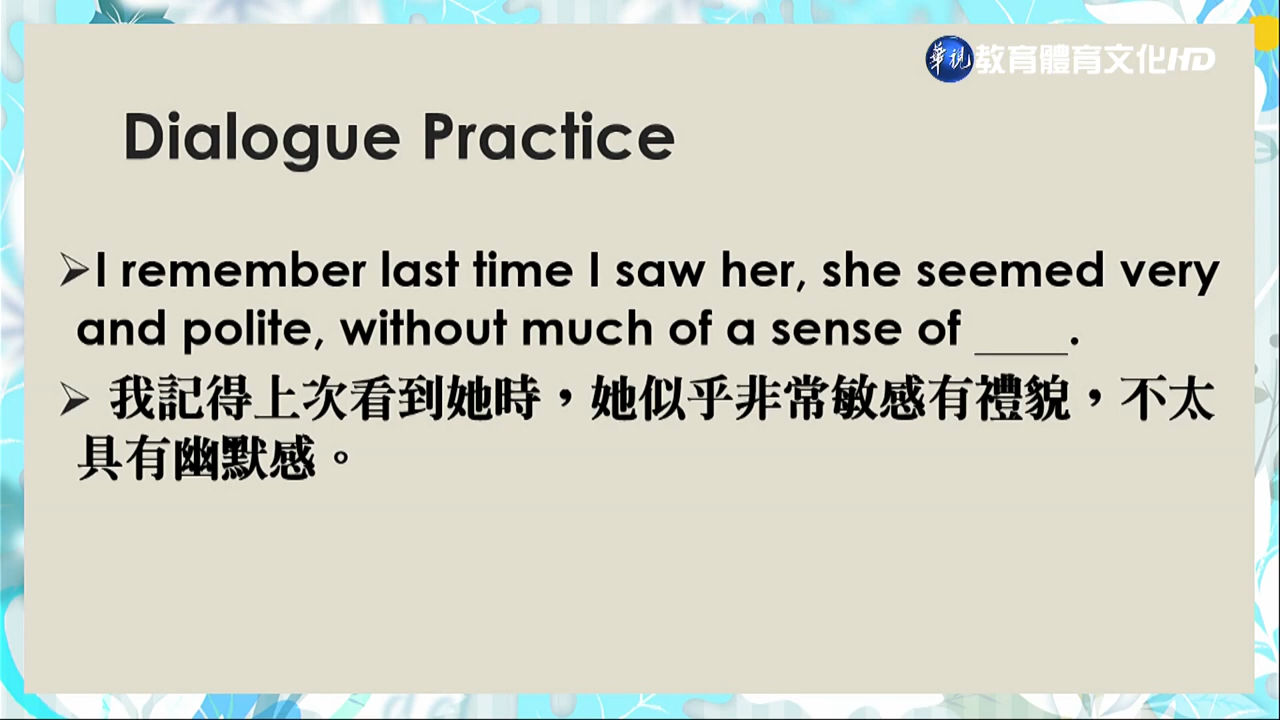 華視教育體育文化HD
Dialogue Practice
➢I remember last time I saw her, she seemed very
and polite, without much of a sense of ____.
➢ 我記得上次看到她時，她似乎非常敏感有禮貌，不太
具有幽默感。